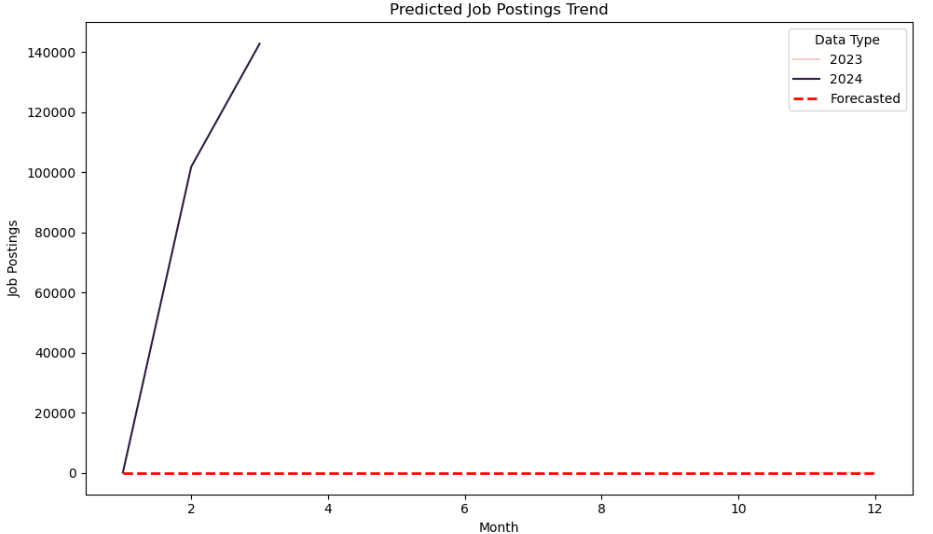 Predicted Job Postings Trend
Data Type
2023
2024
Forecasted
140000
120000
100000
80000
60000
40000
20000
0
Job Postings
2 4 6 8 10 12
Month